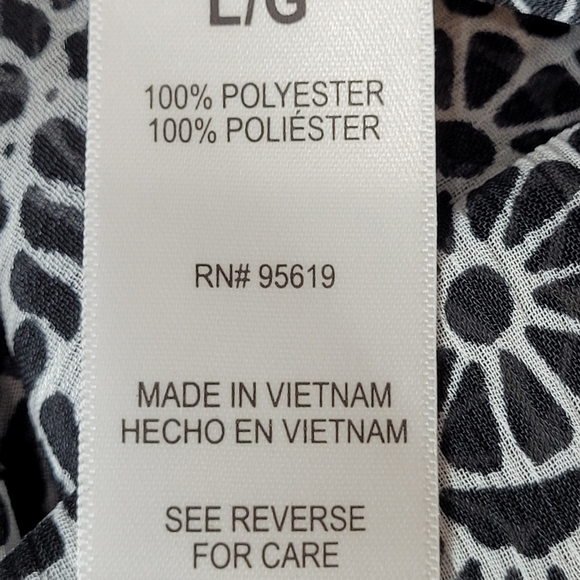 L/G
100% POLYESTER
100% POLIÉSTER
RN# 95619
MADE IN VIETNAM
HECHO EN VIETNAM
SEE REVERSE
FOR CARE